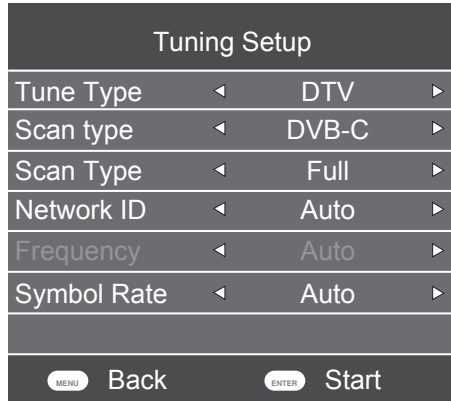 Tuning Setup
Tune Type DTV
Scan type DVB-C
Scan Type Full
Network ID Auto
Frequency Auto
Symbol Rate Auto
MENU Back ENTER Start